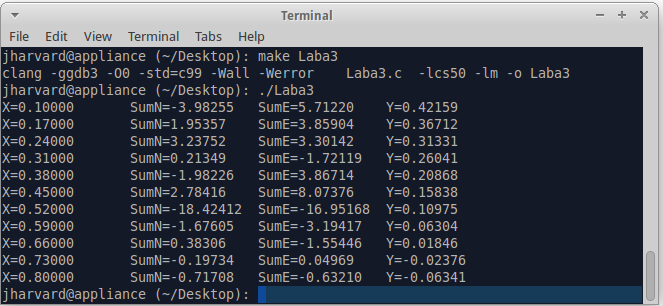 Terminal
File Edit View Terminal Tabs Help
jharvard@appliance (~/Desktop): make Laba3
clang -ggdb3 -O0 -std=c99 -Wall -Werror    Laba3.c  -lcs50 -lm -o Laba3
jharvard@appliance (~/Desktop): ./Laba3
X=0.10000       SumN=-3.98255   SumE=5.71220    Y=0.42159
X=0.17000       SumN=1.95357    SumE=3.85904    Y=0.36712
X=0.24000       SumN=3.23752    SumE=3.30142    Y=0.31331
X=0.31000       SumN=0.21349    SumE=-1.72119   Y=0.26041
X=0.38000       SumN=-1.98226   SumE=3.86714    Y=0.20868
X=0.45000       SumN=2.78416    SumE=8.07376    Y=0.15838
X=0.52000       SumN=-18.42412  SumE=-16.95168  Y=0.10975
X=0.59000       SumN=-1.67605   SumE=-3.19417   Y=0.06304
X=0.66000       SumN=0.38306    SumE=-1.55446   Y=0.01846
X=0.73000       SumN=-0.19734   SumE=0.04969    Y=-0.02376
X=0.80000       SumN=-0.71708   SumE=-0.63210   Y=-0.06341
jharvard@appliance (~/Desktop):